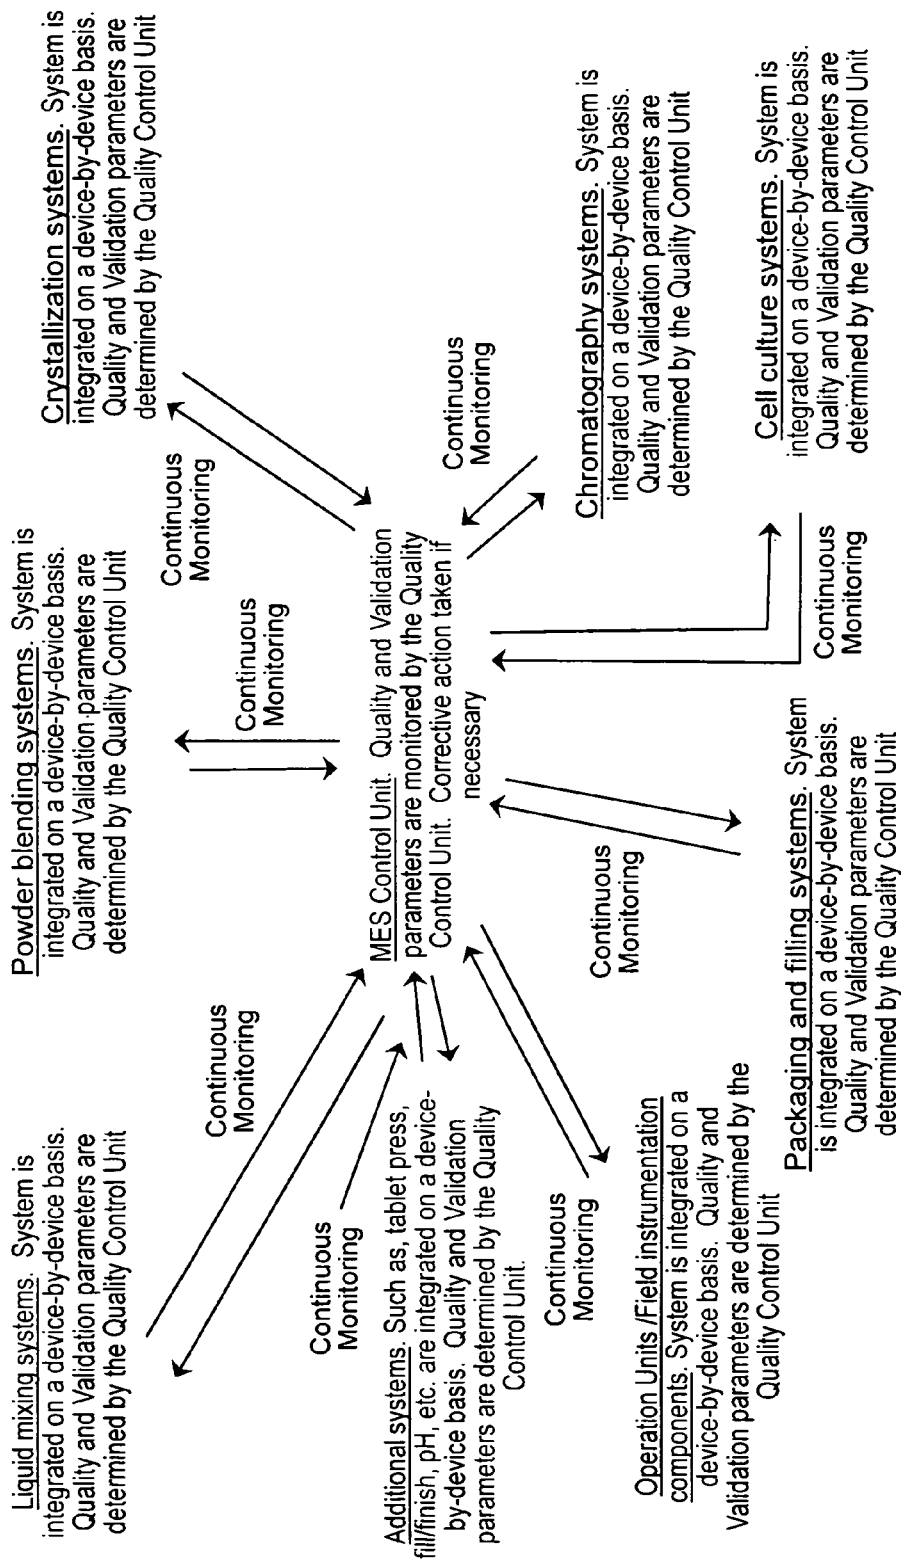 Liquid mixing systems. System is
integrated on a device-by-device basis.
Quality and Validation parameters are
determined by the Quality Control Unit
Powder blending systems. System is
integrated on a device-by-device basis.
Quality and Validation parameters are
determined by the Quality Control Unit
Crystallization systems. System is
integrated on a device-by-device basis.
Quality and Validation parameters are
determined by the Quality Control Unit
Continuous
Monitoring
Continuous
Monitoring
Continuous
Monitoring
Continuous
Monitoring
MES Control Unit. Quality and Validation
parameters are monitored by the Quality
Control Unit. Corrective action taken if
necessary
Continuous
Monitoring
Additional systems. Such as, tablet press,
fill/finish, pH, etc. are integrated on a device-
by-device basis. Quality and Validation
parameters are determined by the Quality
Control Unit.
Chromatography systems. System is
integrated on a device-by-device basis.
Quality and Validation parameters are
determined by the Quality Control Unit
Continuous
Monitoring
Continuous
Monitoring
Continuous
Monitoring
Operation Units /Field instrumentation
components. System is integrated on a
device-by-device basis. Quality and
Validation parameters are determined by the
Quality Control Unit
Packaging and filling systems. System
is integrated on a device-by-device basis.
Quality and Validation parameters are
determined by the Quality Control Unit
Cell culture systems. System is
integrated on a device-by-device basis.
Quality and Validation parameters are
determined by the Quality Control Unit